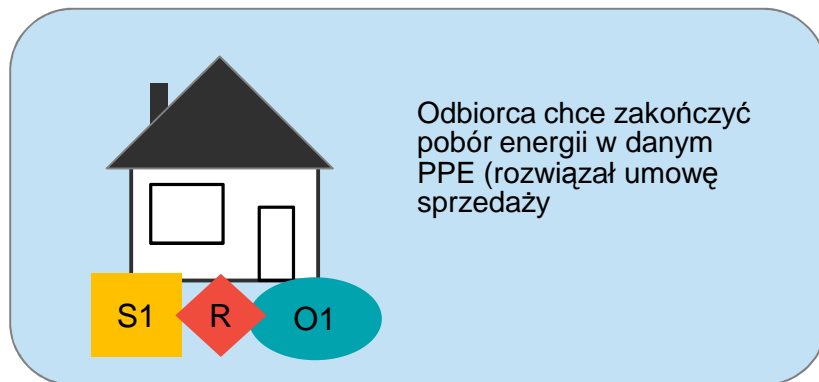 Odbiorca chce zakończyć
pobór energii w danym
PPE (rozwiązał umowę
sprzedaży
S1 R O1